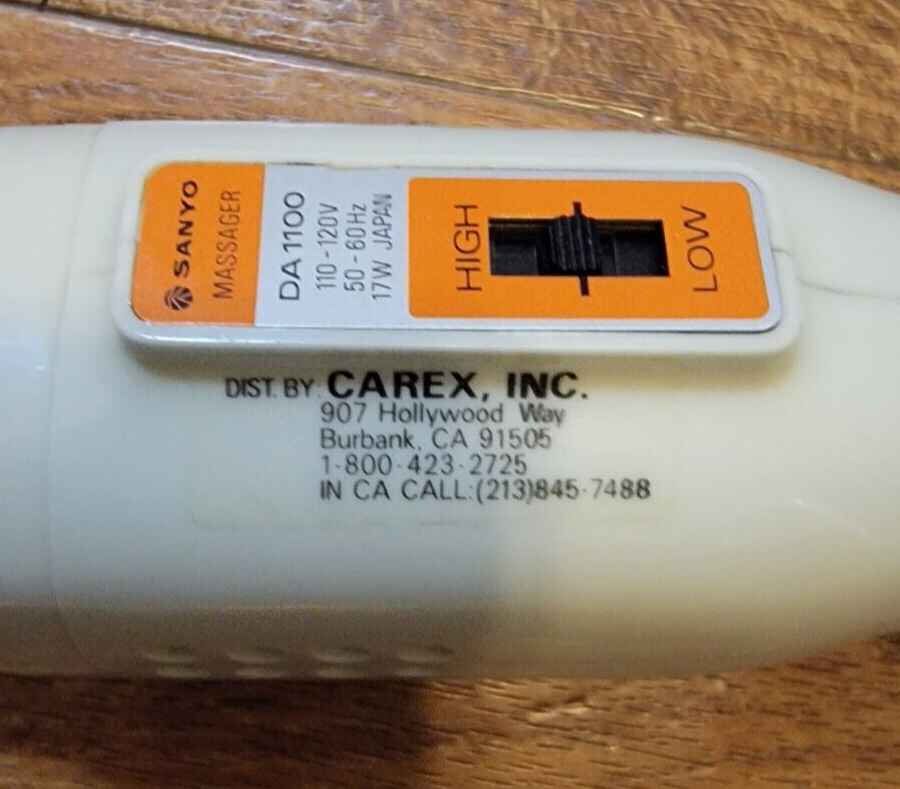 SANYO
MASSAGER
DA 1100
110-120V
50-60Hz
17W JAPAN
HIGH
LOW
DIST. BY CAREX, INC.
907 Hollywood Way
Burbank, CA 91505
1-800-423-2725
IN CA CALL:(213)845-7488